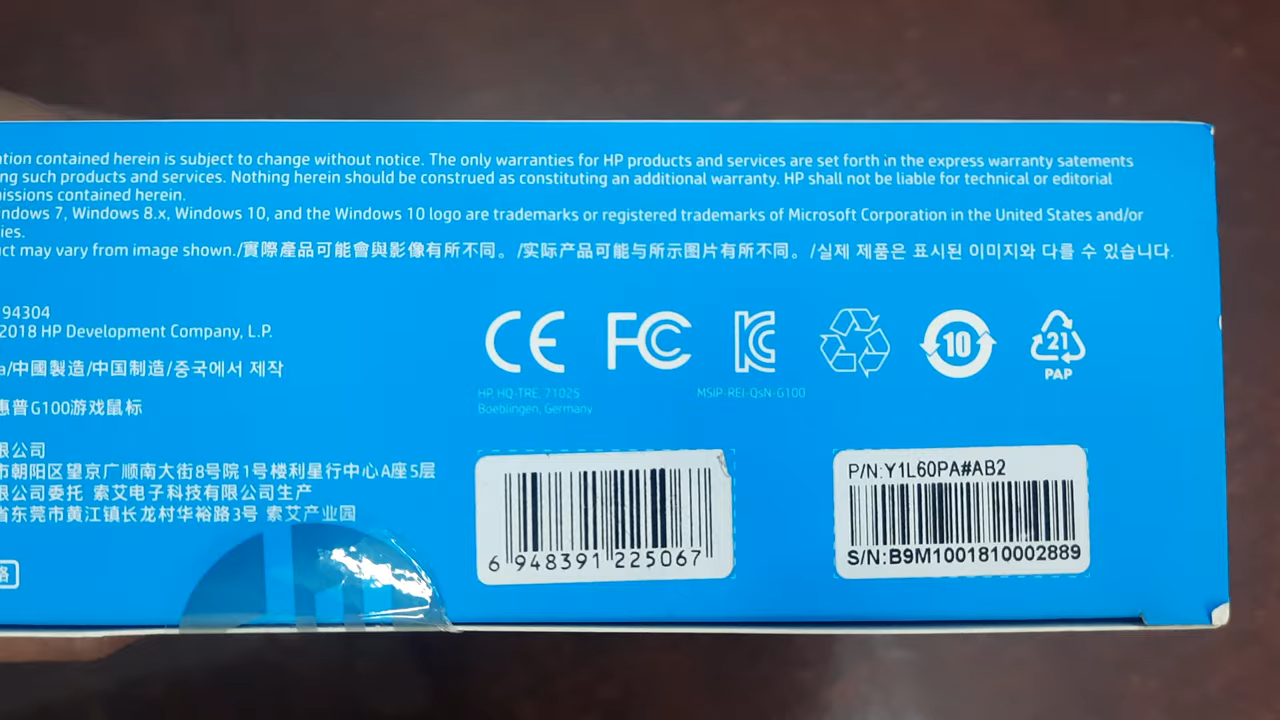 tion contained herein is subject to change without notice. The only warranties for HP products and services are set forth in the express warranty satements
ng such products and services. Nothing herein should be construed as constituting an additional warranty. HP shall not be liable for technical or editorial
issions contained herein.
ndows 7, Windows 8.x, Windows 10, and the Windows 10 logo are trademarks or registered trademarks of Microsoft Corporation in the United States and/or
ies.
ct may vary from image shown./實際產品可能會與影像有所不同。/实际产品可能与所示图片有所不同。/실제 제품은 표시된 이미지와 다를 수 있습니다.
94304
2018 HP Development Company, L.P.
a/中國製造/中国制造/중국에서 제작
惠普G100游戏鼠标
限公司
市朝阳区望京广顺南大街8号院1号楼利星行中心A座5层
限公司委托 索艾电子科技有限公司生产
省东莞市黄江镇长龙村华裕路3号 索艾产业园
格
CE FC KC 10 21
PAP
HP, HQ-TRE, 71025
Boeblingen, Germany
MSIP-REI-QsN-G100
6 948391 225067
P/N:Y1L60PA#AB2
S/N:B9M1001810002889
hp